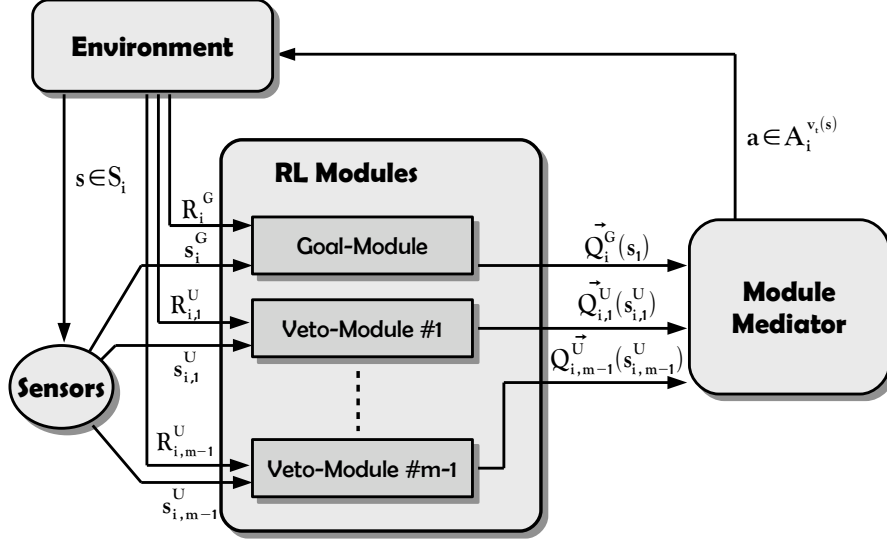 Environment
s∈S_i
a∈A_i^{v_t(s)}
RL Modules
R_i^G
Goal-Module
s_i^G
Q⃗_i^G(s_1)
R_{i,1}^U
Veto-Module #1
s_{i,1}^U
Q⃗_{i,1}^U(s_{i,1}^U)
Module
Mediator
Sensors
Q⃗_{i,m−1}^U(s_{i,m−1}^U)
R_{i,m−1}^U
Veto-Module #m-1
s_{i,m−1}^U